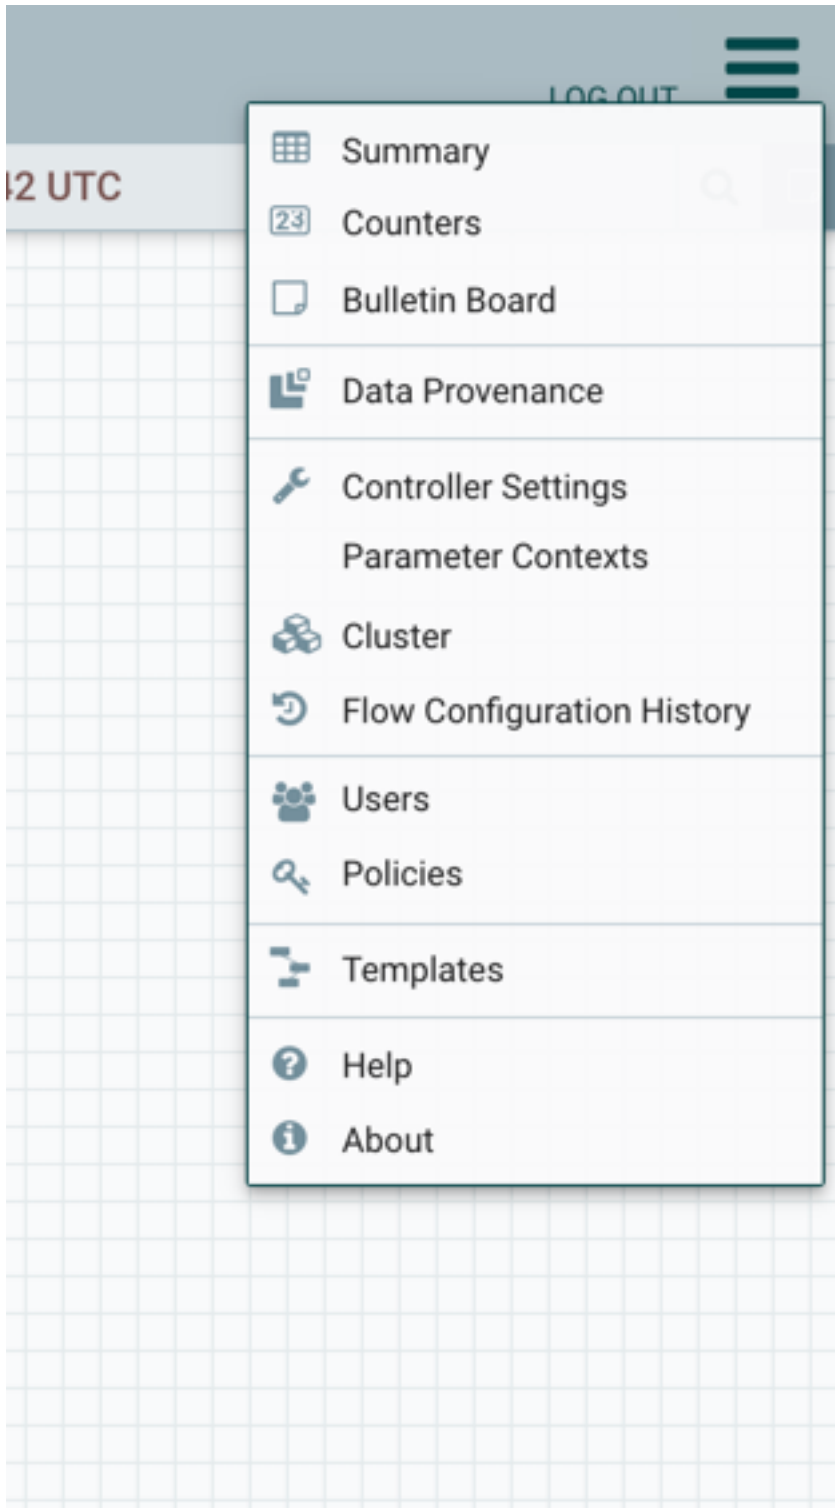 LOG OUT
42 UTC
Summary
23
Counters
Bulletin Board
Data Provenance
Controller Settings
Parameter Contexts
Cluster
Flow Configuration History
Users
Policies
Templates
Help
About